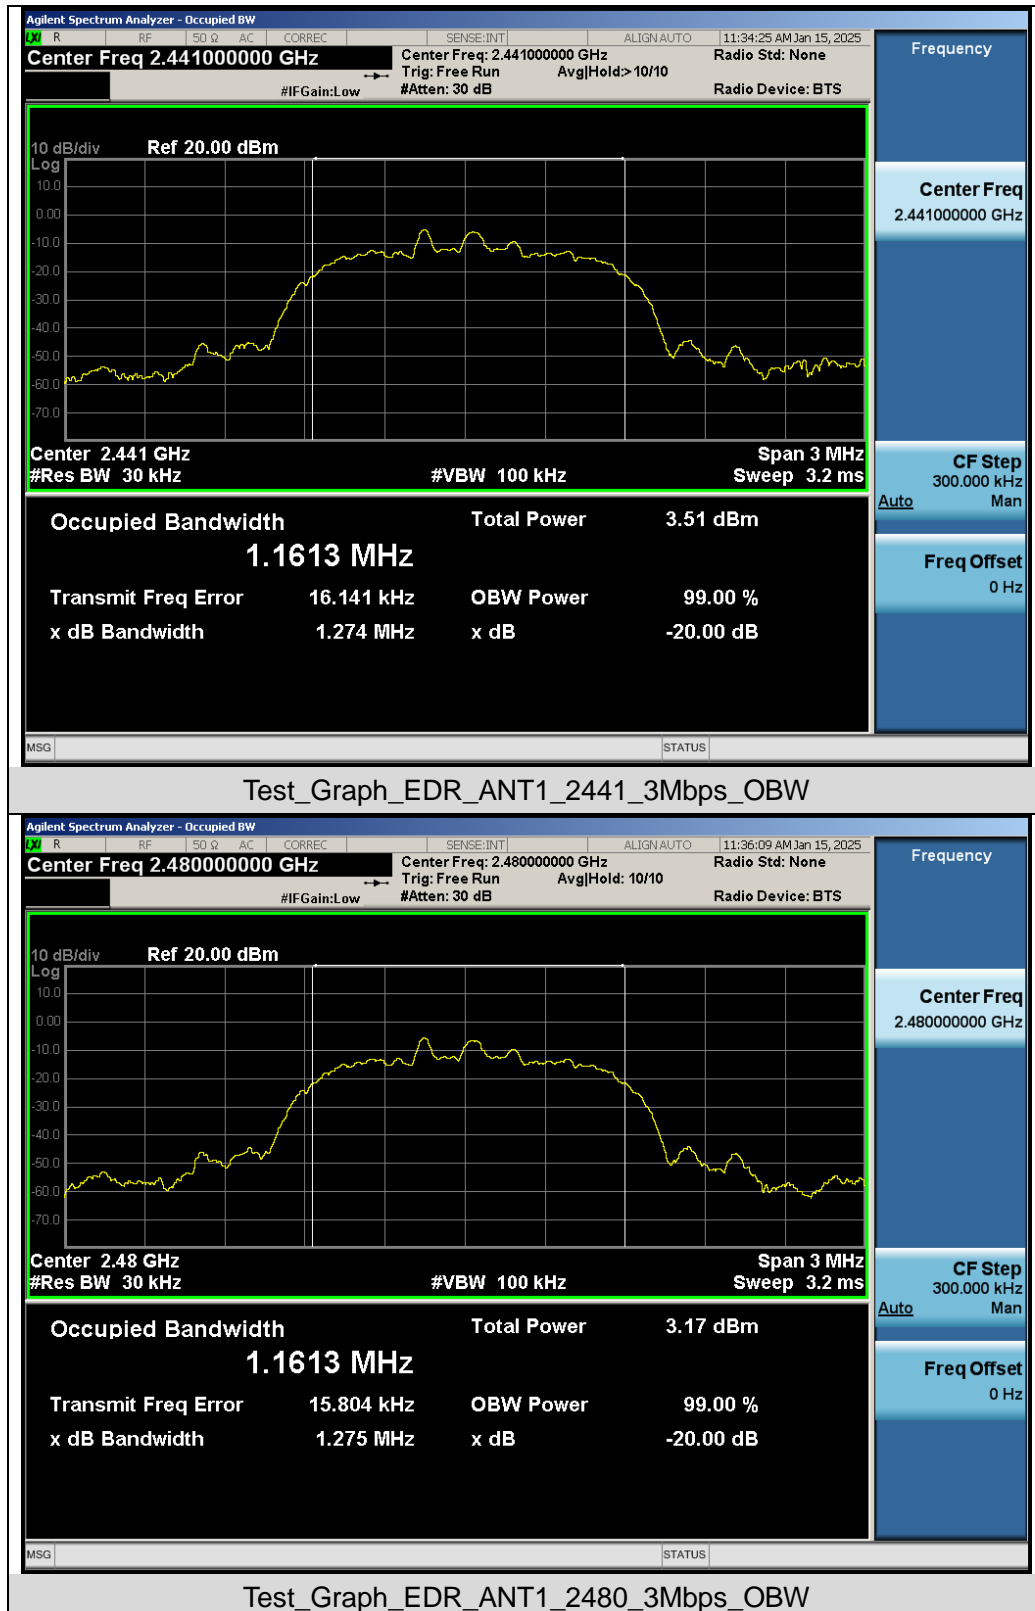 Agilent Spectrum Analyzer - Occupied BW
LXI R RF 50 Ω AC CORREC SENSE:INT ALIGN AUTO 11:34:25 AM Jan 15, 2025
Center Freq 2.441000000 GHz
Center Freq: 2.441000000 GHz
Radio Std: None
Trig: Free Run Avg|Hold:> 10/10
#IFGain:Low
#Atten: 30 dB
Radio Device: BTS
Frequency
10 dB/div Ref 20.00 dBm
Log
10.0
0.00
-10.0
-20.0
-30.0
-40.0
-50.0
-60.0
-70.0
Center Freq
2.441000000 GHz
Center 2.441 GHz Span 3 MHz
#Res BW 30 kHz #VBW 100 kHz Sweep 3.2 ms
CF Step
300.000 kHz
Auto Man
Occupied Bandwidth Total Power 3.51 dBm
1.1613 MHz
Freq Offset
0 Hz
Transmit Freq Error 16.141 kHz OBW Power 99.00 %
x dB Bandwidth 1.274 MHz x dB -20.00 dB
MSG STATUS
Test_Graph_EDR_ANT1_2441_3Mbps_OBW
Agilent Spectrum Analyzer - Occupied BW
LXI R RF 50 Ω AC CORREC SENSE:INT ALIGN AUTO 11:36:09 AM Jan 15, 2025
Center Freq 2.480000000 GHz
Center Freq: 2.480000000 GHz
Radio Std: None
Trig: Free Run Avg|Hold: 10/10
#IFGain:Low
#Atten: 30 dB
Radio Device: BTS
Frequency
10 dB/div Ref 20.00 dBm
Log
10.0
0.00
-10.0
-20.0
-30.0
-40.0
-50.0
-60.0
-70.0
Center Freq
2.480000000 GHz
Center 2.48 GHz Span 3 MHz
#Res BW 30 kHz #VBW 100 kHz Sweep 3.2 ms
CF Step
300.000 kHz
Auto Man
Occupied Bandwidth Total Power 3.17 dBm
1.1613 MHz
Freq Offset
0 Hz
Transmit Freq Error 15.804 kHz OBW Power 99.00 %
x dB Bandwidth 1.275 MHz x dB -20.00 dB
MSG STATUS
Test_Graph_EDR_ANT1_2480_3Mbps_OBW